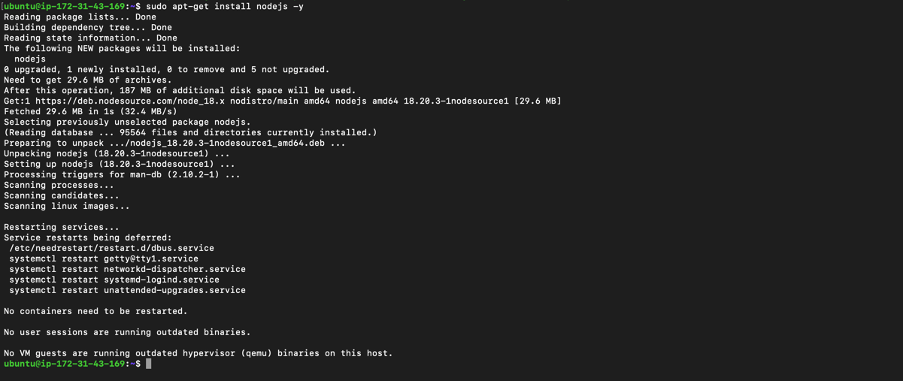 ubuntu@ip-172-31-43-169:~$ sudo apt-get install nodejs -y
Reading package lists... Done
Building dependency tree... Done
Reading state information... Done
The following NEW packages will be installed:
  nodejs
0 upgraded, 1 newly installed, 0 to remove and 5 not upgraded.
Need to get 29.6 MB of archives.
After this operation, 187 MB of additional disk space will be used.
Get:1 https://deb.nodesource.com/node_18.x nodistro/main amd64 nodejs amd64 18.20.3-1nodesource1 [29.6 MB]
Fetched 29.6 MB in 1s (32.4 MB/s)
Selecting previously unselected package nodejs.
(Reading database ... 95564 files and directories currently installed.)
Preparing to unpack .../nodejs_18.20.3-1nodesource1_amd64.deb ...
Unpacking nodejs (18.20.3-1nodesource1) ...
Setting up nodejs (18.20.3-1nodesource1) ...
Processing triggers for man-db (2.10.2-1) ...
Scanning processes...
Scanning candidates...
Scanning linux images...

Restarting services...
Service restarts being deferred:
 /etc/needrestart/restart.d/dbus.service
 systemctl restart getty@tty1.service
 systemctl restart networkd-dispatcher.service
 systemctl restart systemd-logind.service
 systemctl restart unattended-upgrades.service

No containers need to be restarted.

No user sessions are running outdated binaries.

No VM guests are running outdated hypervisor (qemu) binaries on this host.
ubuntu@ip-172-31-43-169:~$